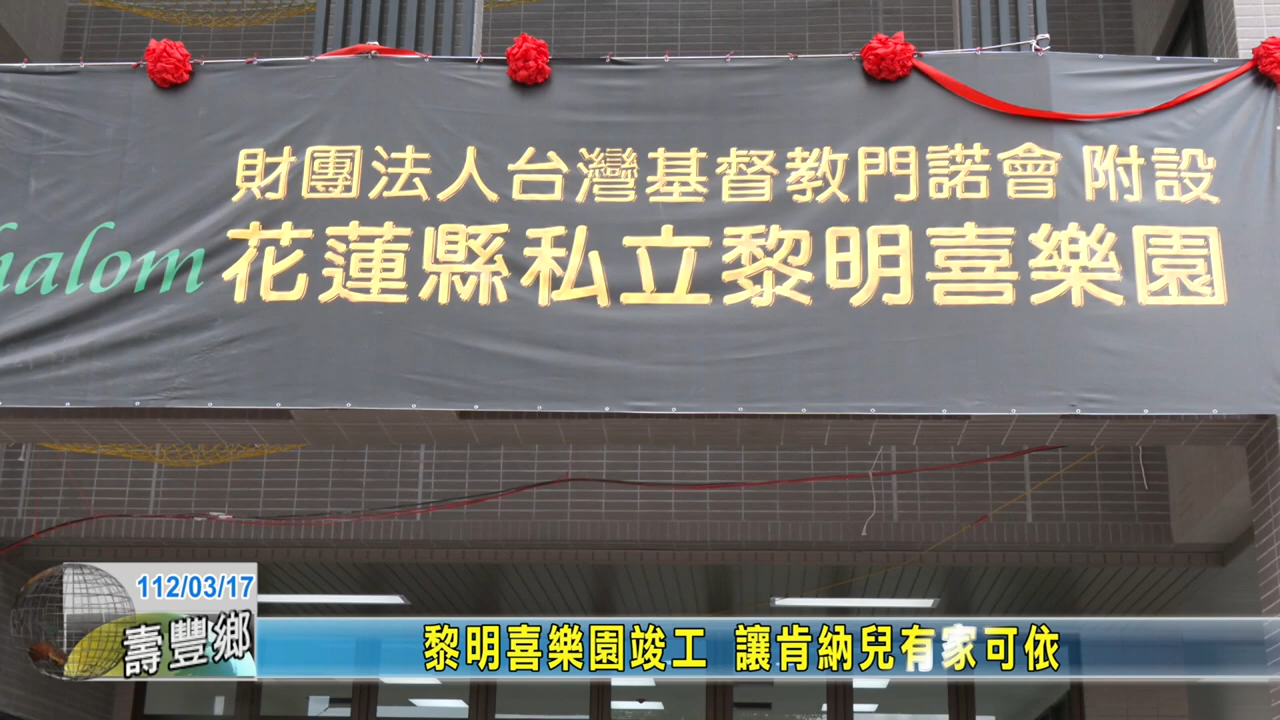 財團法人台灣基督教門諾會 附設
halom 花蓮縣私立黎明喜樂園
112/03/17
壽豐鄉
黎明喜樂園竣工 讓肯納兒有家可依